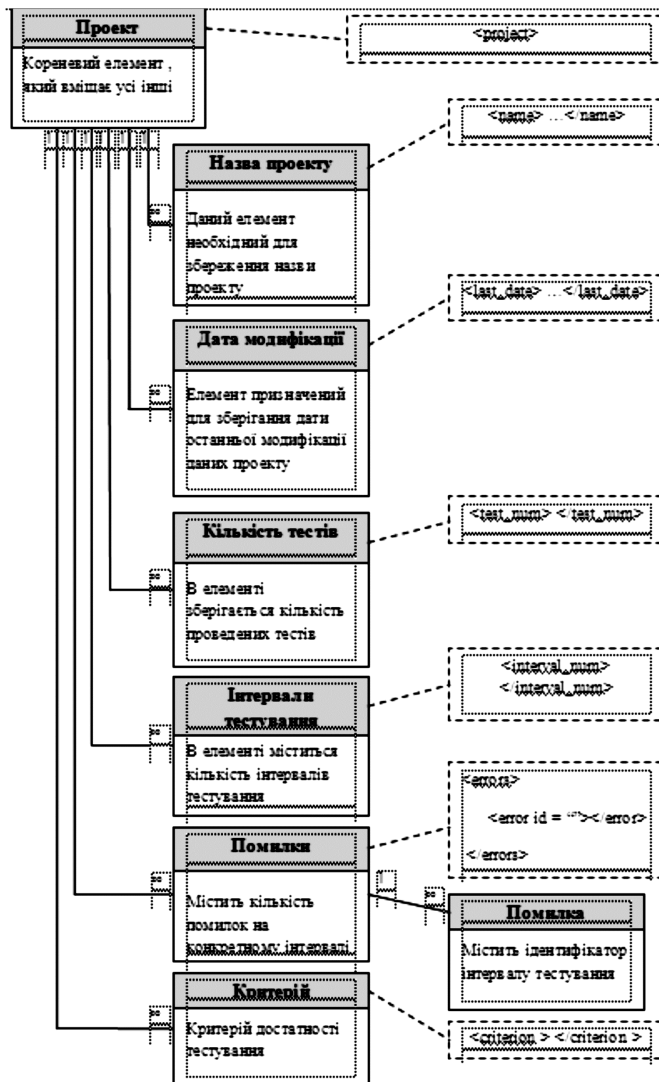 Проект
<project>
Кореневий елемент ,
який вміщає усі інші
<name> ...</name>
Назва проекту
Даний елемент
необхідний для
збереження назви
проекту
<last_date> ...</last_date>
Дата модифікації
Елемент призначений
для зберігання дати
останньої модифікації
даних проекту
<test_num> </test_num>
Кількість тестів
В елементі
зберігається кількість
проведених тестів
<interval_num>
</interval_num>
Інтервали
тестування
В елементі міститься
кількість інтервалів
тестування
<errors>
<error id = “”></error>
</errors>
Помилки
Містить кількість
помилок на
конкретному інтервалі
Помилка
Містить ідентифікатор
інтервалу тестування
Критерій
Критерій достатності
тестування
<criterion > </criterion >